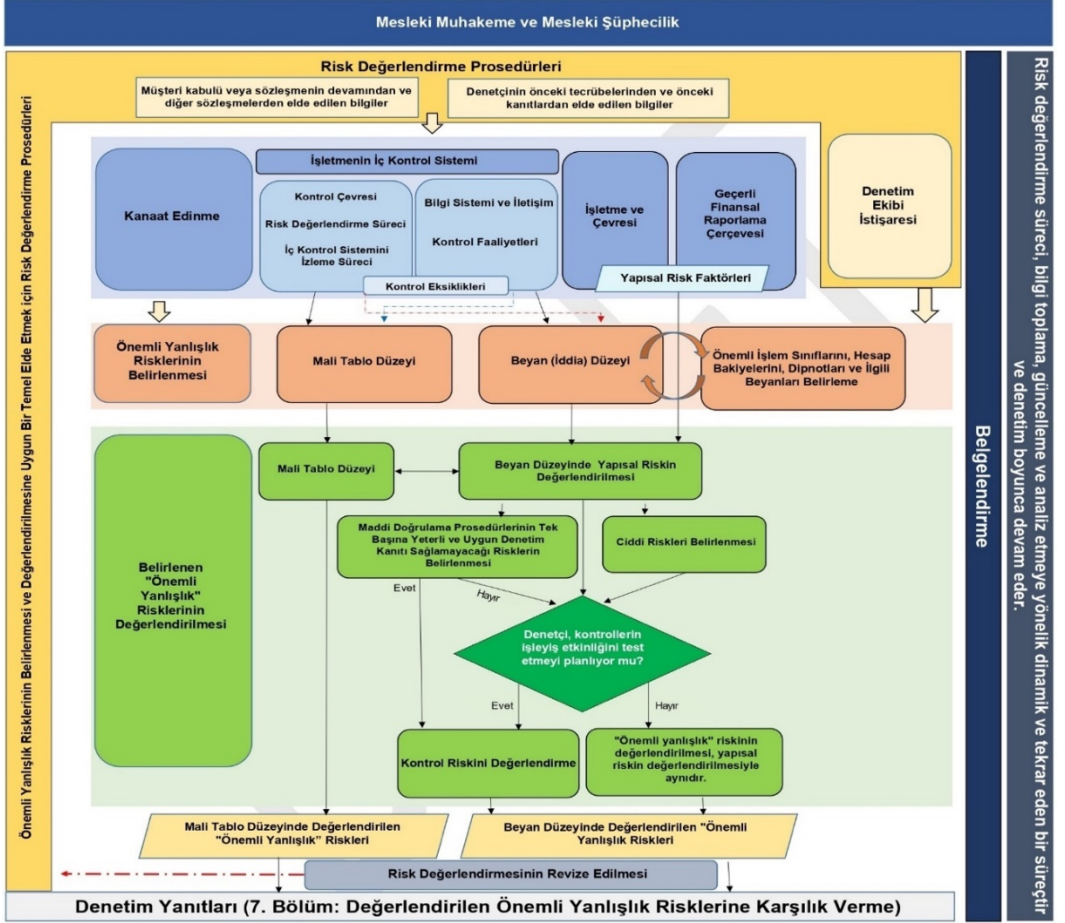 Mesleki Muhakeme ve Mesleki Şüphecilik
Risk Değerlendirme Prosedürleri
Müşteri kabulü veya sözleşmenin devamından ve
diğer sözleşmelerden elde edilen bilgiler
Denetçinin önceki tecrübelerinden ve önceki
kanıtlardan elde edilen bilgiler
Önemli Yanlışlık Risklerinin Belirlenmesi ve Değerlendirilmesine Uygun Bir Temel Elde Etmek için Risk Değerlendirme Prosedürleri
Kanaat Edinme
İşletmenin İç Kontrol Sistemi
Kontrol Çevresi
Risk Değerlendirme Süreci
İç Kontrol Sistemini
İzleme Süreci
Bilgi Sistemi ve İletişim
Kontrol Faaliyetleri
Kontrol Eksiklikleri
İşletme ve
Çevresi
Geçerli
Finansal
Raporlama
Çerçevesi
Yapısal Risk Faktörleri
Denetim
Ekibi
İstişaresi
Önemli Yanlışlık
Risklerinin
Belirlenmesi
Mali Tablo Düzeyi
Beyan (İddia) Düzeyi
Önemli İşlem Sınıflarını, Hesap
Bakiyelerini, Dipnotları ve İlgili
Beyanları Belirleme
Belirlenen
"Önemli
Yanlışlık"
Risklerinin
Değerlendirilmesi
Mali Tablo Düzeyi
Beyan Düzeyinde Yapısal Riskin
Değerlendirilmesi
Maddi Doğrulama Prosedürlerinin Tek
Başına Yeterli ve Uygun Denetim
Kanıtı Sağlamayacağı Risklerin
Belirlenmesi
Ciddi Riskleri Belirlenmesi
Evet
Hayır
Denetçi, kontrollerin
işleyiş etkinliğini test
etmeyi planlıyor mu?
Evet
Hayır
Kontrol Riskini Değerlendirme
"Önemli yanlışlık" riskinin
değerlendirilmesi, yapısal
riskin değerlendirilmesiyle
aynıdır.
Mali Tablo Düzeyinde Değerlendirilen
"Önemli Yanlışlık" Riskleri
Beyan Düzeyinde Değerlendirilen "Önemli
Yanlışlık Riskleri
Risk Değerlendirmesinin Revize Edilmesi
Denetim Yanıtları (7. Bölüm: Değerlendirilen Önemli Yanlışlık Risklerine Karşılık Verme)
Belgelendirme
Risk değerlendirme süreci, bilgi toplama, güncelleme ve analiz etmeye yönelik dinamik ve tekrar eden bir süreçtir
ve denetim boyunca devam eder.